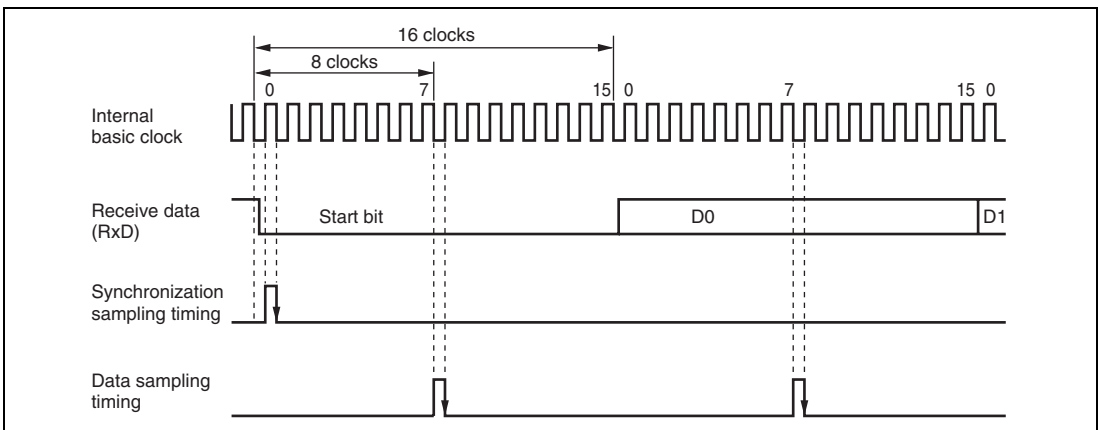 16 clocks
8 clocks
0 7 15 0 7 15 0
Internal
basic clock
Receive data
(RxD)
Start bit D0 D1
Synchronization
sampling timing
Data sampling
timing